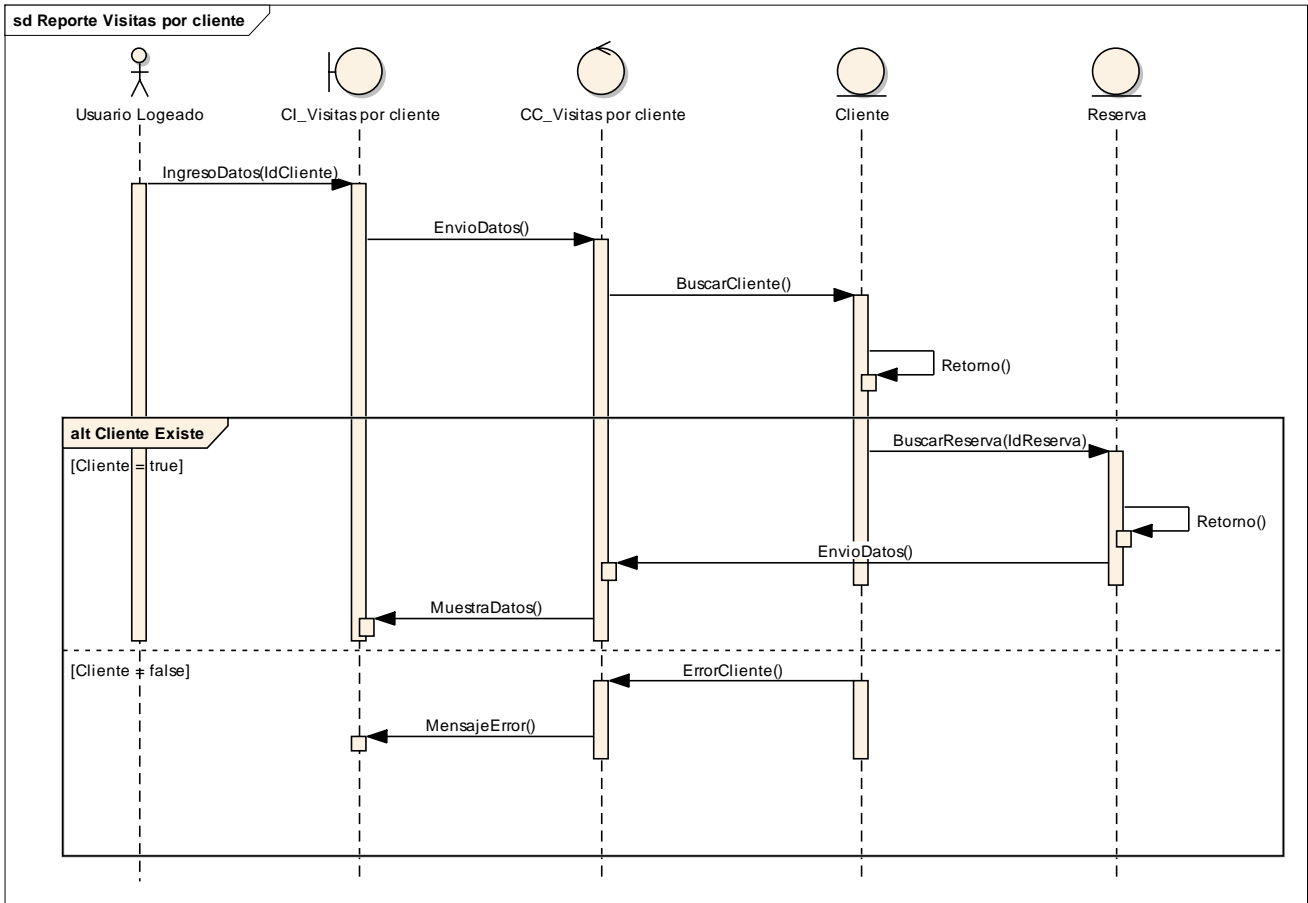 sd Reporte Visitas por cliente
Usuario Logeado
CI_Visitas por cliente
CC_Visitas por cliente
Cliente
Reserva
IngresoDatos(IdCliente)
EnvioDatos()
BuscarCliente()
Retorno()
alt Cliente Existe
[Cliente = true]
BuscarReserva(IdReserva)
Retorno()
EnvioDatos()
MuestraDatos()
[Cliente = false]
ErrorCliente()
MensajeError()